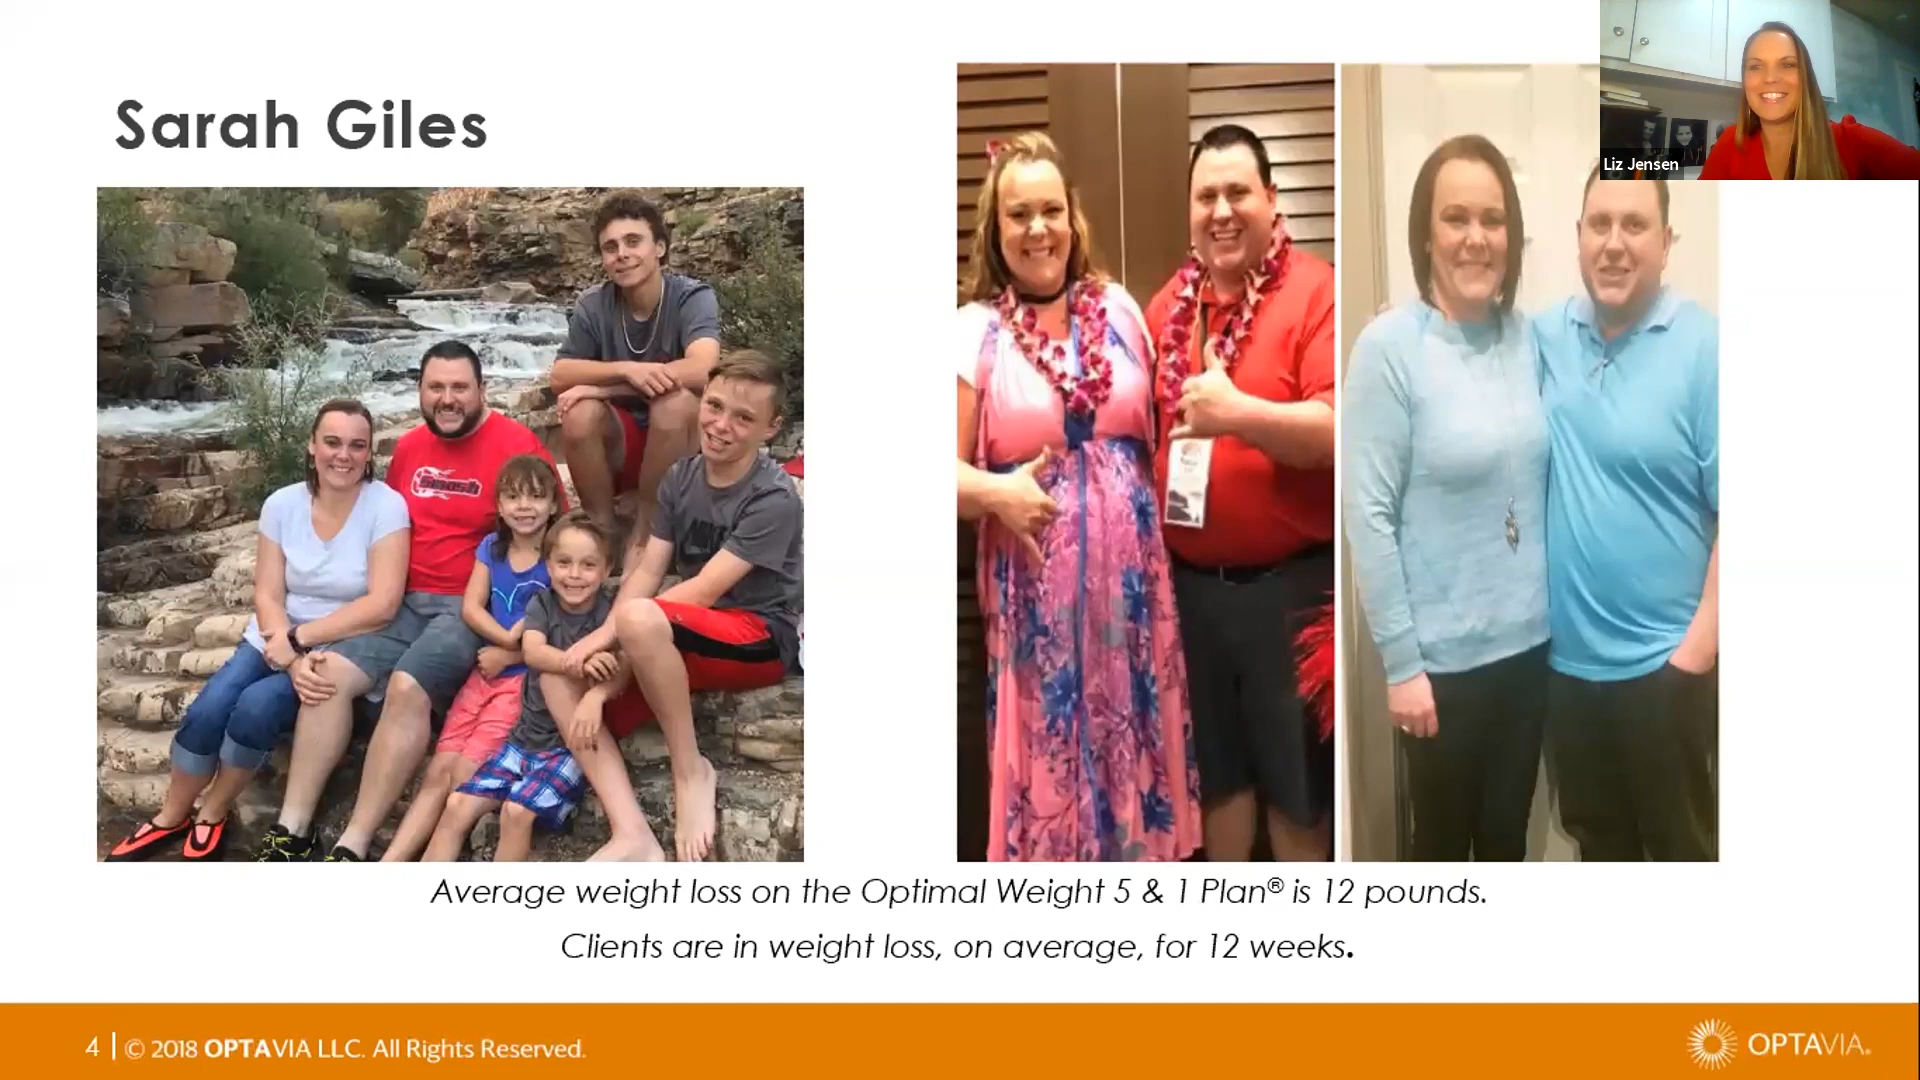 Sarah Giles
Liz Jensen
smash
Average weight loss on the Optimal Weight 5 & 1 Plan® is 12 pounds.
Clients are in weight loss, on average, for 12 weeks.
4 | © 2018 OPTAVIA LLC. All Rights Reserved.
OPTAVIA®